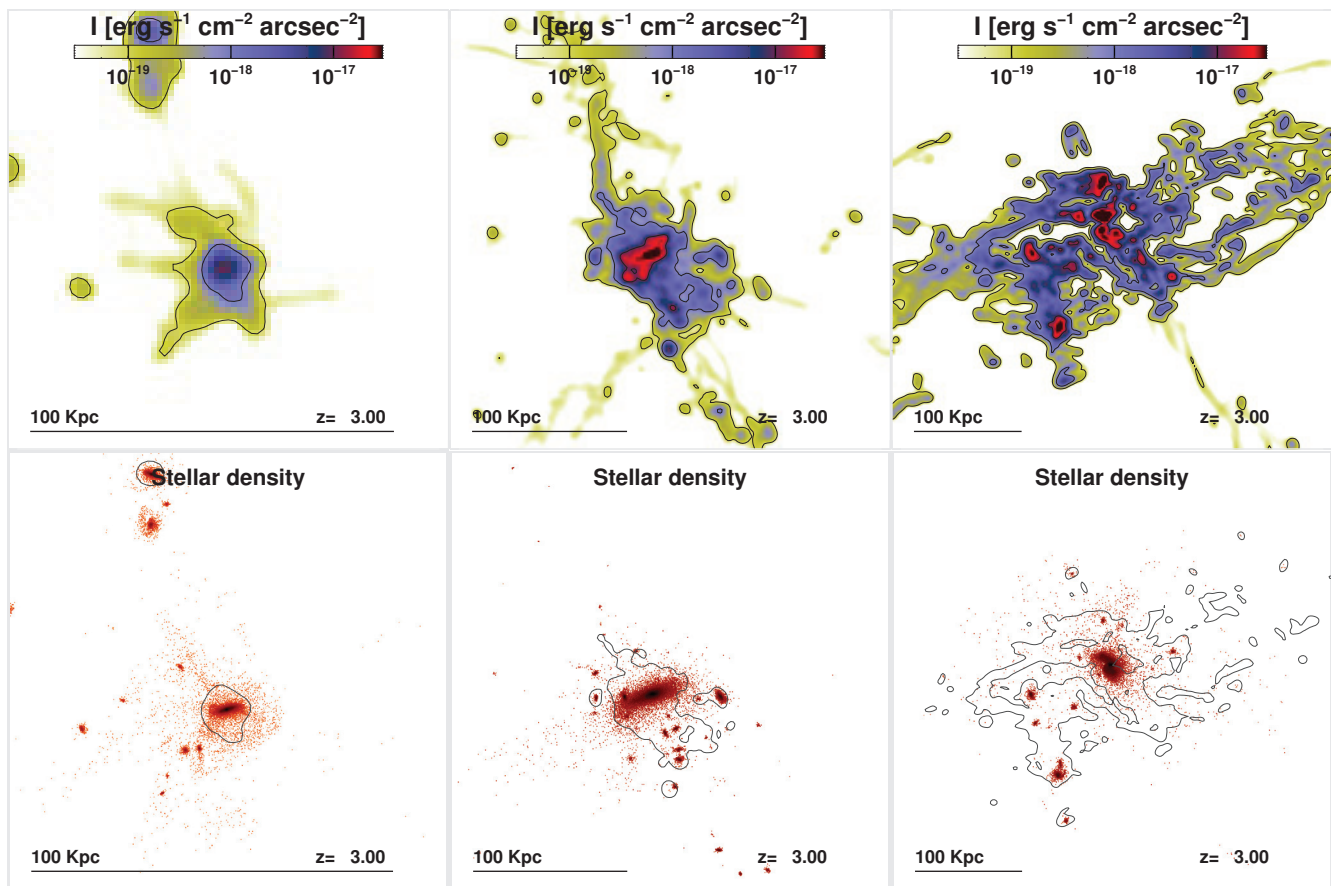 I [erg s⁻¹ cm⁻² arcsec⁻²]
10⁻¹⁹ 10⁻¹⁸ 10⁻¹⁷
100 Kpc z= 3.00
I [erg s⁻¹ cm⁻² arcsec⁻²]
10⁻¹⁹ 10⁻¹⁸ 10⁻¹⁷
100 Kpc z= 3.00
I [erg s⁻¹ cm⁻² arcsec⁻²]
10⁻¹⁹ 10⁻¹⁸ 10⁻¹⁷
100 Kpc z= 3.00
Stellar density
100 Kpc z= 3.00
Stellar density
100 Kpc z= 3.00
Stellar density
100 Kpc z= 3.00